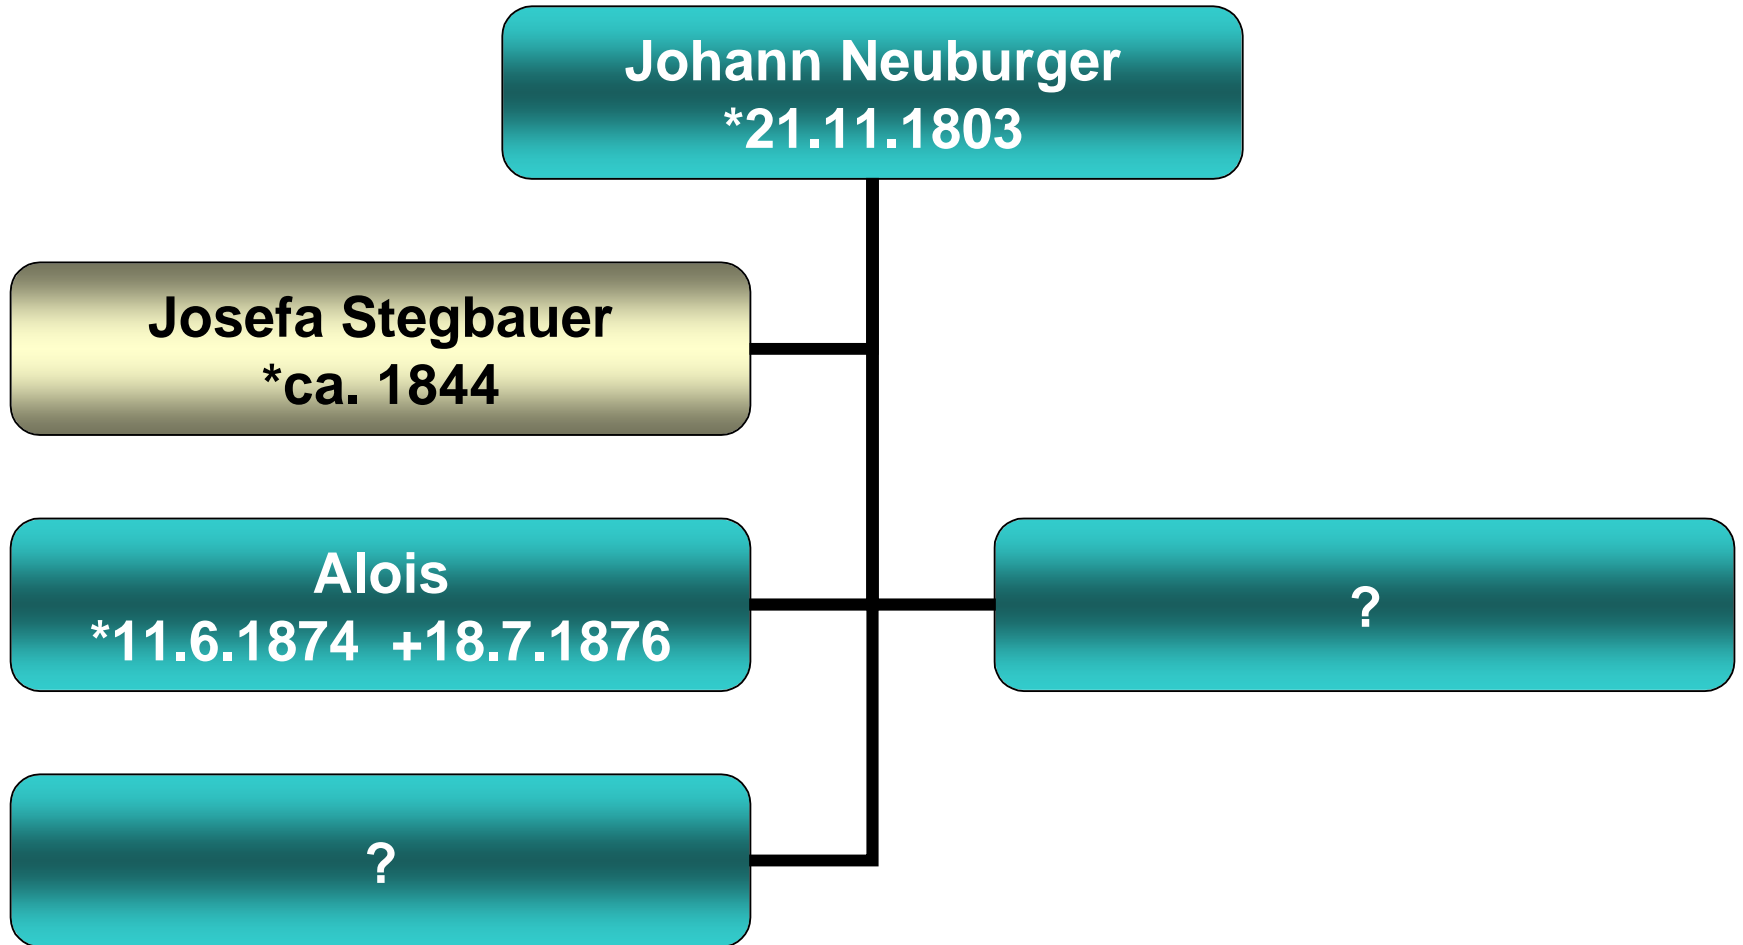 Johann Neuburger
*21.11.1803
Josefa Stegbauer
*ca. 1844
Alois
*11.6.1874  +18.7.1876
?
?